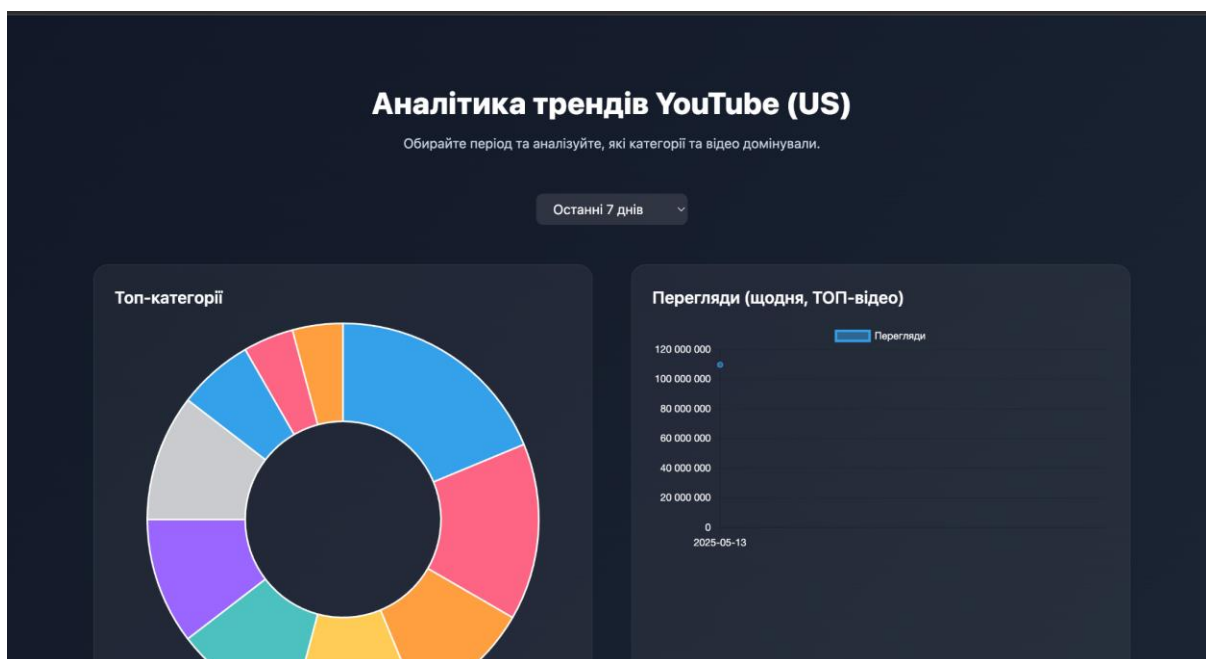 Аналітика трендів YouTube (US)
Обирайте період та аналізуйте, які категорії та відео домінували.
Останні 7 днів
Топ-категорії
Перегляди (щодня, ТОП-відео)
Перегляди
120 000 000
100 000 000
80 000 000
60 000 000
40 000 000
20 000 000
0
2025-05-13